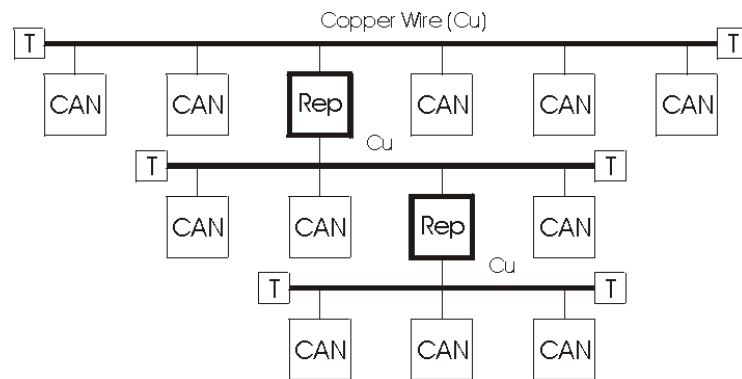 Copper Wire (Cu)
T T
CAN CAN Rep CAN CAN CAN
Cu
T T
CAN CAN Rep CAN
Cu
T T
CAN CAN CAN